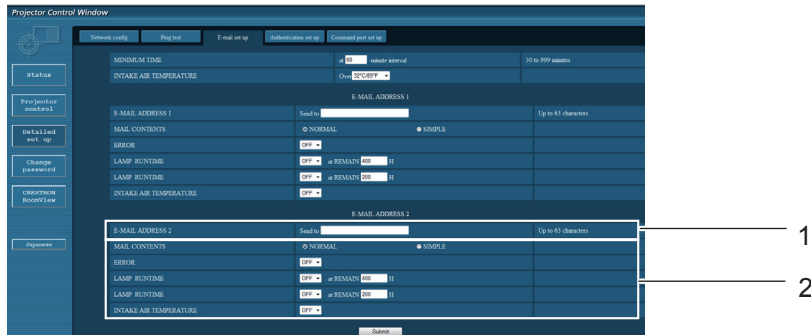 Projector Control Window
Network config Ping test E-mail set up Authentication set up Command port set up
MINIMUM TIME at 60 minute interval 30 to 999 minutes
INTAKE AIR TEMPERATURE Over 32°C/89°F
Status
E-MAIL ADDRESS 1
Projector
control
E-MAIL ADDRESS 1 Send to Up to 63 characters
MAIL CONTENTS NORMAL SIMPLE
Detailed
set up
ERROR OFF
LAMP RUNTIME OFF at REMAIN 400 H
Change
password
LAMP RUNTIME OFF at REMAIN 200 H
INTAKE AIR TEMPERATURE OFF
CRESTRON
RoomView
E-MAIL ADDRESS 2
E-MAIL ADDRESS 2 Send to Up to 63 characters 1
Japanese
MAIL CONTENTS NORMAL SIMPLE
ERROR OFF
LAMP RUNTIME OFF at REMAIN 400 H 2
LAMP RUNTIME OFF at REMAIN 200 H
INTAKE AIR TEMPERATURE OFF
Submit